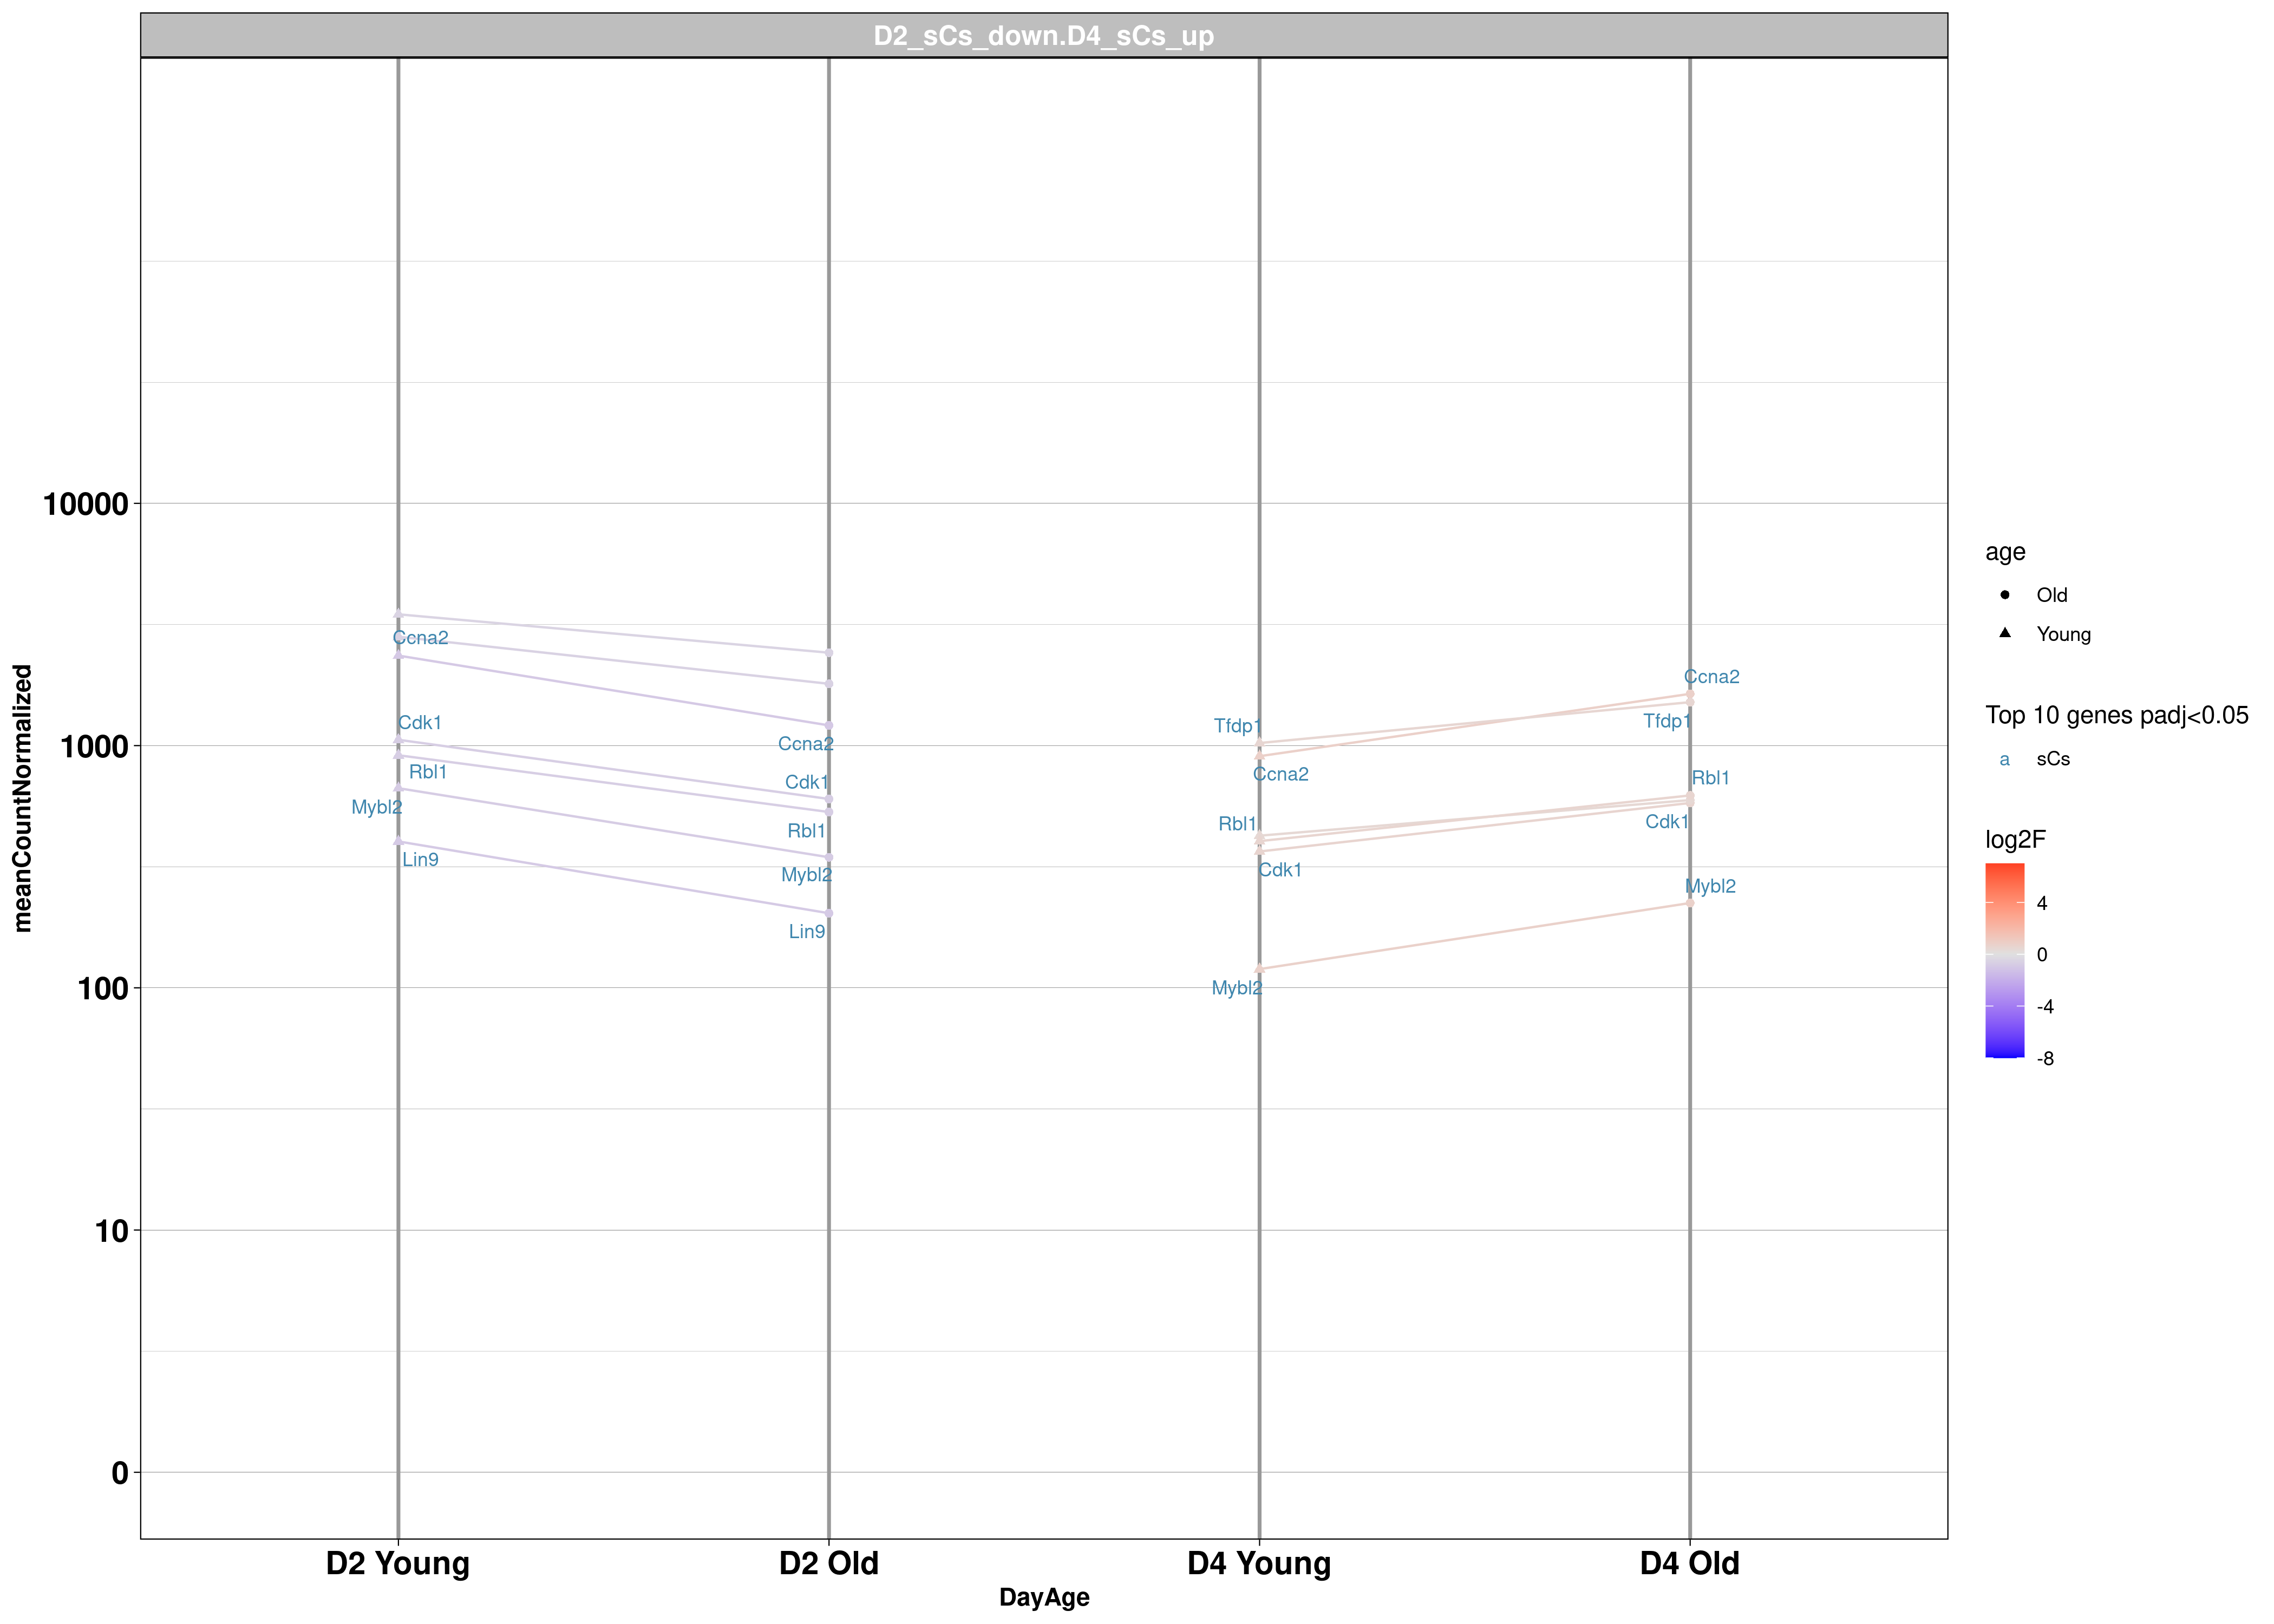 D2_sCs_down.D4_sCs_up
meanCountNormalized
10000
1000
100
10
0
Ccna2
Cdk1
Rbl1
Mybl2
Lin9
Ccna2
Cdk1
Rbl1
Mybl2
Lin9
Tfdp1
Ccna2
Rbl1
Cdk1
Mybl2
Ccna2
Tfdp1
Rbl1
Cdk1
Mybl2
D2 Young
D2 Old
D4 Young
D4 Old
DayAge
age
Old
Young
Top 10 genes padj<0.05
a sCs
log2F
4
0
-4
-8